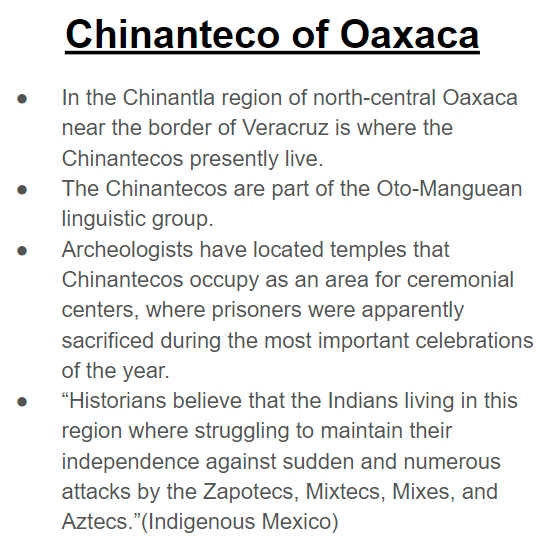 Chinanteco of Oaxaca
● In the Chinantla region of north-central Oaxaca
near the border of Veracruz is where the
Chinantecos presently live.
● The Chinantecos are part of the Oto-Manguean
linguistic group.
● Archeologists have located temples that
Chinantecos occupy as an area for ceremonial
centers, where prisoners were apparently
sacrificed during the most important celebrations
of the year.
● “Historians believe that the Indians living in this
region where struggling to maintain their
independence against sudden and numerous
attacks by the Zapotecs, Mixtecs, Mixes, and
Aztecs.”(Indigenous Mexico)